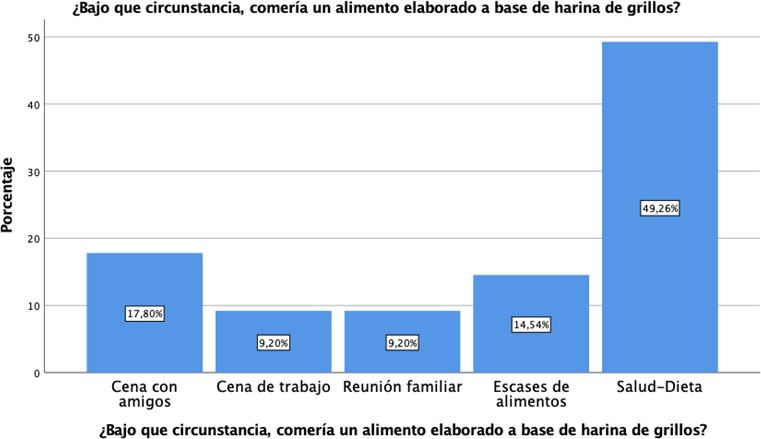 ¿Bajo que circunstancia, comería un alimento elaborado a base de harina de grillos?
Porcentaje
50
40
30
20
10
0
17,80%
9,20%
9,20%
14,54%
49,26%
Cena con
amigos
Cena de trabajo
Reunión familiar
Escases de
alimentos
Salud-Dieta
¿Bajo que circunstancia, comería un alimento elaborado a base de harina de grillos?